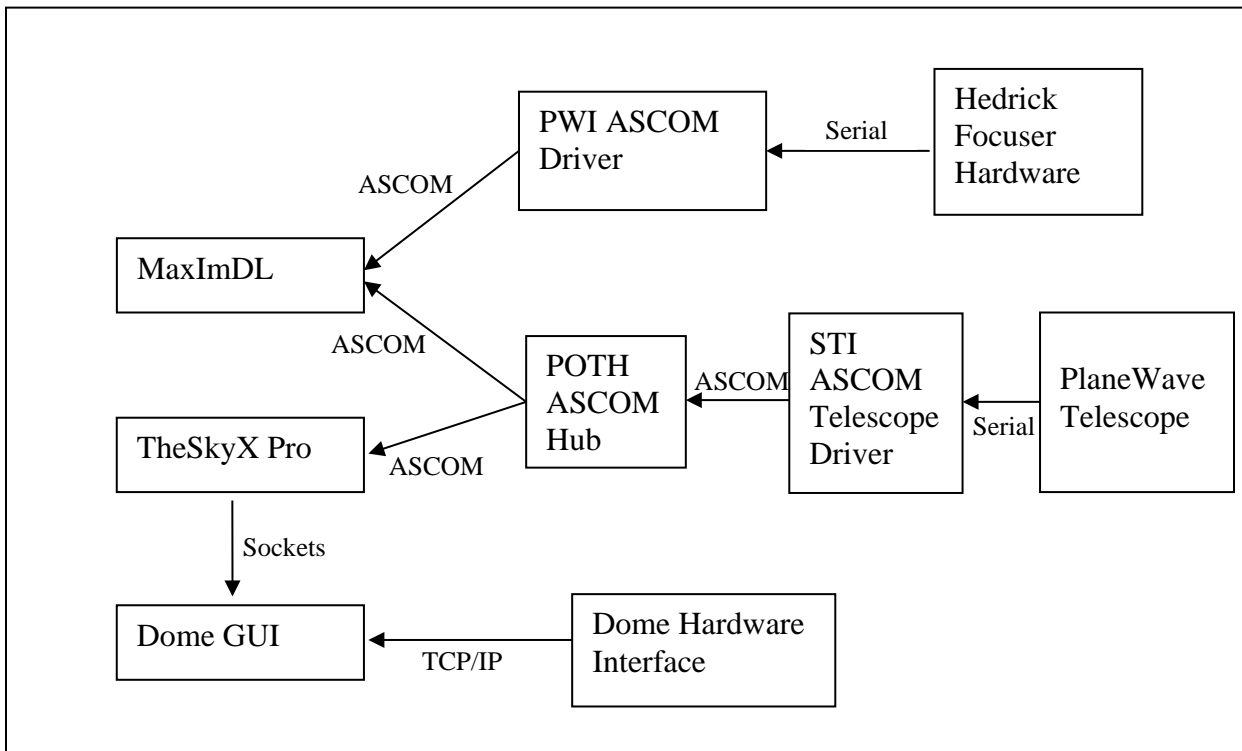 PWI ASCOM
Driver
Serial
Hedrick
Focuser
Hardware
ASCOM
MaxImDL
ASCOM
POTH
ASCOM
Hub
ASCOM
STI
ASCOM
Telescope
Driver
Serial
PlaneWave
Telescope
TheSkyX Pro
ASCOM
Sockets
Dome GUI
TCP/IP
Dome Hardware
Interface